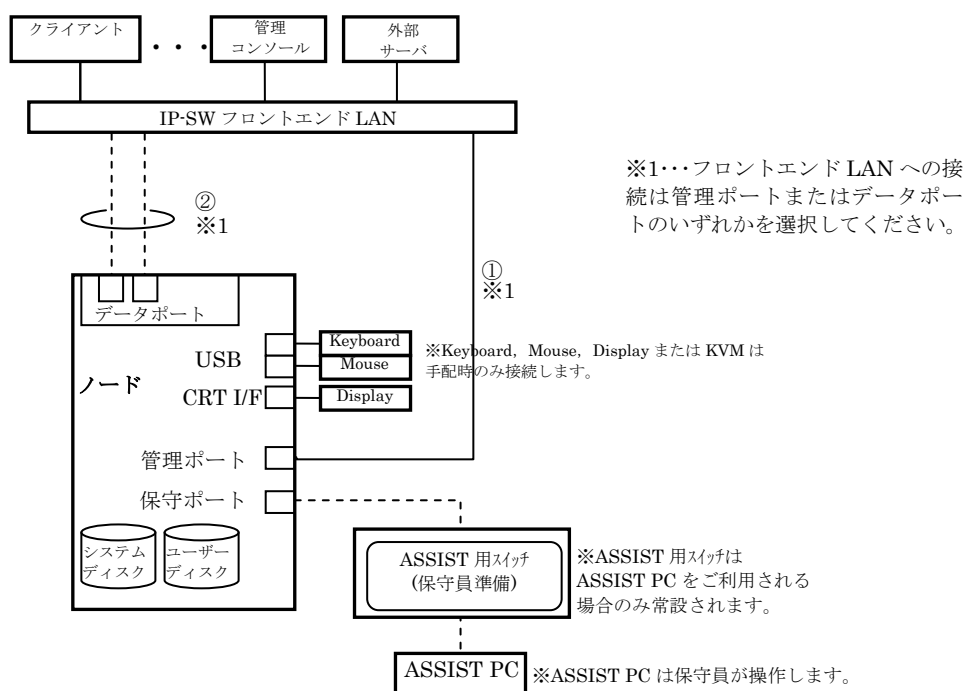 クライアント
・・・
管理
コンソール
外部
サーバ
IP-SW フロントエンド LAN
※1･･･フロントエンド LAN への接
続は管理ポートまたはデータポー
トのいずれかを選択してください。
②
※1
①
※1
データポート
ノード
USB
Keyboard
Mouse
※Keyboard，Mouse，Display または KVM は
手配時のみ接続します。
CRT I/F
Display
管理ポート
保守ポート
システム
ディスク
ユーザー
ディスク
ASSIST 用ｽｲｯﾁ
(保守員準備)
※ASSIST 用ｽｲｯﾁは
ASSIST PC をご利用される
場合のみ常設されます。
ASSIST PC
※ASSIST PC は保守員が操作します。